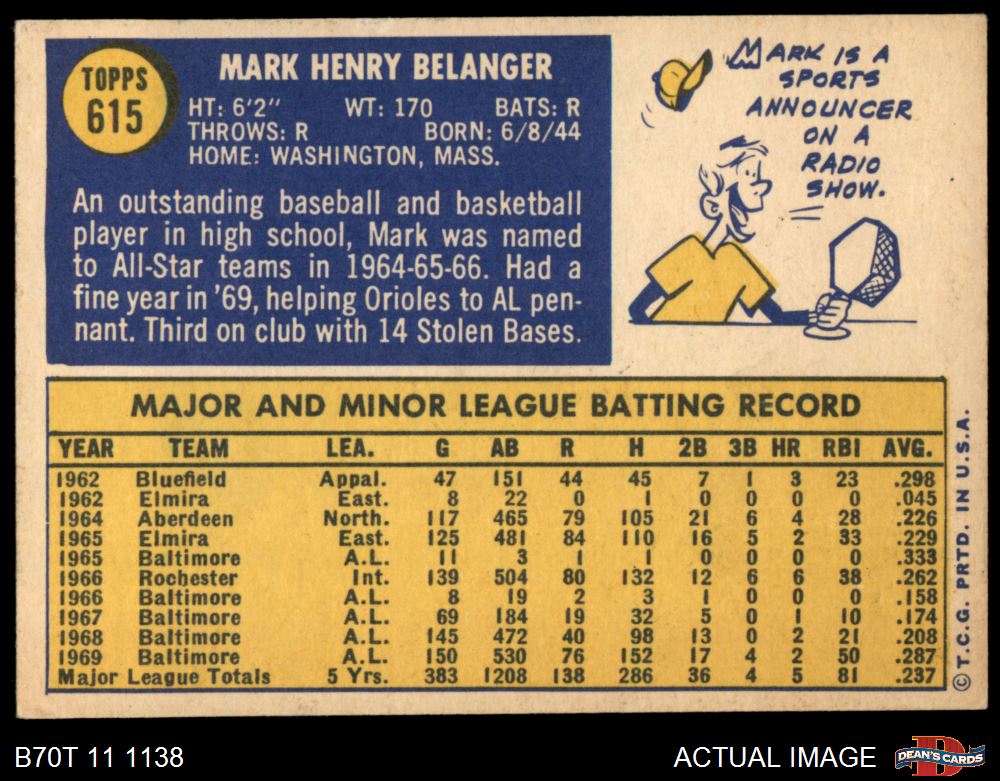 TOPPS
615
MARK HENRY BELANGER
HT: 6'2" WT: 170 BATS: R
THROWS: R BORN: 6/8/44
HOME: WASHINGTON, MASS.
An outstanding baseball and basketball
player in high school, Mark was named
to All-Star teams in 1964-65-66. Had a
fine year in '69, helping Orioles to AL pen-
nant. Third on club with 14 Stolen Bases.
MARK IS A
SPORTS
ANNOUNCER
ON A
RADIO
SHOW.
MAJOR AND MINOR LEAGUE BATTING RECORD
YEAR TEAM LEA. G AB R H 2B 3B HR RBI AVG.
1962 Bluefield Appal. 47 151 44 45 7 1 3 23 .298
1962 Elmira East. 8 22 0 1 0 0 0 0 .045
1964 Aberdeen North. 117 465 79 105 21 6 4 28 .226
1965 Elmira East. 125 481 84 110 16 5 2 33 .229
1965 Baltimore A.L. 11 3 1 1 0 0 0 0 .333
1966 Rochester Int. 139 504 80 132 12 6 6 38 .262
1966 Baltimore A.L. 8 19 2 3 1 0 0 0 .158
1967 Baltimore A.L. 69 184 19 32 5 0 1 10 .174
1968 Baltimore A.L. 145 472 40 98 13 0 2 21 .208
1969 Baltimore A.L. 150 530 76 152 17 4 2 50 .287
Major League Totals 5 Yrs. 383 1208 138 286 36 4 5 81 .237
© T.C.G. PRTD. IN U.S.A.
B70T 11 1138
ACTUAL IMAGE
D
DEAN'S CARDS